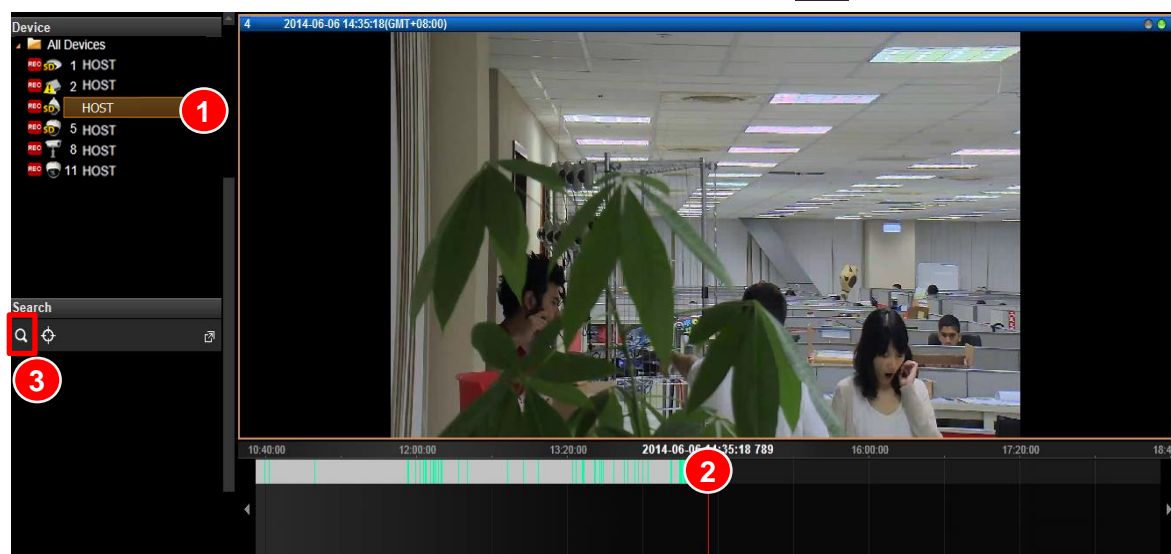 Device
4 2014-06-06 14:35:18(GMT+08:00)
All Devices
REC SD 1 HOST
REC 2 HOST
REC SD HOST
1
REC SD 5 HOST
REC 8 HOST
REC 11 HOST
Search
3
10:40:00 12:00:00 13:20:00 2014-06-06 14:35:18 789 16:00:00 17:20:00 18:4
2